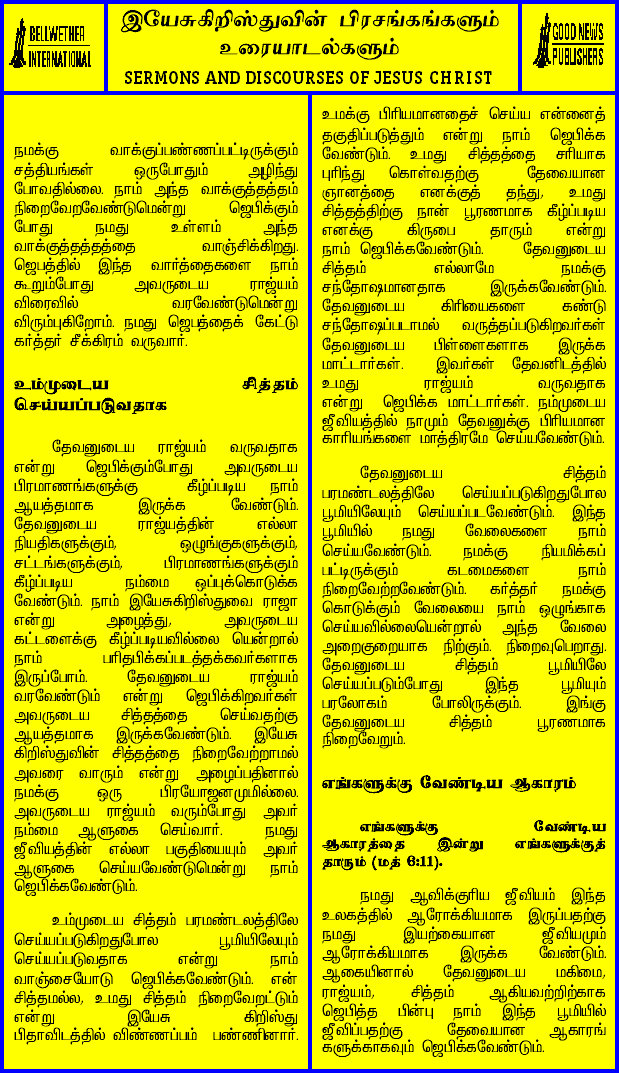 BELLWETHER
INTERNATIONAL
இயேசுகிறிஸ்துவின் பிரசங்கங்களும்
உரையாடல்களும்
SERMONS AND DISCOURSES OF JESUS CHRIST
GOOD NEWS
PUBLISHERS
நமக்கு வாக்குப்பண்ணப்பட்டிருக்கும்
சத்தியங்கள் ஒருபோதும் அழிந்து
போவதில்லை. நாம் அந்த வாக்குத்தத்தம்
நிறைவேறவேண்டுமென்று ஜெபிக்கும்
போது நமது உள்ளம் அந்த
வாக்குத்தத்தத்தை வாஞ்சிக்கிறது.
ஜெபத்தில் இந்த வார்த்தைகளை நாம்
கூறும்போது அவருடைய ராஜ்யம்
விரைவில் வரவேண்டுமென்று
விரும்புகிறோம். நமது ஜெபத்தைக் கேட்டு
கர்த்தர் சீக்கிரம் வருவார்.
உம்முடைய சித்தம்
செய்யப்படுவதாக
தேவனுடைய ராஜ்யம் வருவதாக
என்று ஜெபிக்கும்போது அவருடைய
பிரமாணங்களுக்கு கீழ்ப்படிய நாம்
ஆயத்தமாக இருக்க வேண்டும்.
தேவனுடைய ராஜ்யத்தின் எல்லா
நியதிகளுக்கும், ஒழுங்குகளுக்கும்,
சட்டங்களுக்கும், பிரமாணங்களுக்கும்
கீழ்ப்படிய நம்மை ஒப்புக்கொடுக்க
வேண்டும். நாம் இயேசுகிறிஸ்துவை ராஜா
என்று அழைத்து, அவருடைய
கட்டளைக்கு கீழ்ப்படியவில்லை யென்றால்
நாம் பரிதபிக்கப்படத்தக்கவர்களாக
இருப்போம். தேவனுடைய ராஜ்யம்
வரவேண்டும் என்று ஜெபிக்கிறவர்கள்
அவருடைய சித்தத்தை செய்வதற்கு
ஆயத்தமாக இருக்கவேண்டும். இயேசு
கிறிஸ்துவின் சித்தத்தை நிறைவேற்றாமல்
அவரை வாரும் என்று அழைப்பதினால்
நமக்கு ஒரு பிரயோஜனமுமில்லை.
அவருடைய ராஜ்யம் வரும்போது அவர்
நம்மை ஆளுகை செய்வார். நமது
ஜீவியத்தின் எல்லா பகுதியையும் அவர்
ஆளுகை செய்யவேண்டுமென்று நாம்
ஜெபிக்கவேண்டும்.
உம்முடைய சித்தம் பரமண்டலத்திலே
செய்யப்படுகிறதுபோல பூமியிலேயும்
செய்யப்படுவதாக என்று நாம்
வாஞ்சையோடு ஜெபிக்கவேண்டும். என்
சித்தமல்ல, உமது சித்தம் நிறைவேறட்டும்
என்று இயேசு கிறிஸ்து
பிதாவிடத்தில் விண்ணப்பம் பண்ணினார்.
உமக்கு பிரியமானதைச் செய்ய என்னைத்
தகுதிப்படுத்தும் என்று நாம் ஜெபிக்க
வேண்டும். உமது சித்தத்தை சரியாக
புரிந்து கொள்வதற்கு தேவையான
ஞானத்தை எனக்குத் தந்து, உமது
சித்தத்திற்கு நான் பூரணமாக கீழ்ப்படிய
எனக்கு கிருபை தாரும் என்று
நாம் ஜெபிக்கவேண்டும். தேவனுடைய
சித்தம் எல்லாமே நமக்கு
சந்தோஷமானதாக இருக்கவேண்டும்.
தேவனுடைய கிரியைகளை கண்டு
சந்தோஷப்படாமல் வருத்தப்படுகிறவர்கள்
தேவனுடைய பிள்ளைகளாக இருக்க
மாட்டார்கள். இவர்கள் தேவனிடத்தில்
உமது ராஜ்யம் வருவதாக
என்று ஜெபிக்க மாட்டார்கள். நம்முடைய
ஜீவியத்தில் நாமும் தேவனுக்கு பிரியமான
காரியங்களை மாத்திரமே செய்யவேண்டும்.
தேவனுடைய சித்தம்
பரமண்டலத்திலே செய்யப்படுகிறதுபோல
பூமியிலேயும் செய்யப்படவேண்டும். இந்த
பூமியில் நமது வேலைகளை நாம்
செய்யவேண்டும். நமக்கு நியமிக்கப்
பட்டிருக்கும் கடமைகளை நாம்
நிறைவேற்றவேண்டும். கர்த்தர் நமக்கு
கொடுக்கும் வேலையை நாம் ஒழுங்காக
செய்யவில்லையென்றால் அந்த வேலை
அறைகுறையாக நிற்கும். நிறைவுபெறாது.
தேவனுடைய சித்தம் பூமியிலே
செய்யப்படும்போது இந்த பூமியும்
பரலோகம் போலிருக்கும். இங்கு
தேவனுடைய சித்தம் பூரணமாக
நிறைவேறும்.
எங்களுக்கு வேண்டிய ஆகாரம்
எங்களுக்கு வேண்டிய
ஆகாரத்தை இன்று எங்களுக்குத்
தாரும் (மத் 6:11).
நமது ஆவிக்குரிய ஜீவியம் இந்த
உலகத்தில் ஆரோக்கியமாக இருப்பதற்கு
நமது இயற்கையான ஜீவியமும்
ஆரோக்கியமாக இருக்க வேண்டும்.
ஆகையினால் தேவனுடைய மகிமை,
ராஜ்யம், சித்தம் ஆகியவற்றிற்காக
ஜெபித்த பின்பு நாம் இந்த பூமியில்
ஜீவிப்பதற்கு தேவையான ஆகாரங்
களுக்காகவும் ஜெபிக்கவேண்டும்.